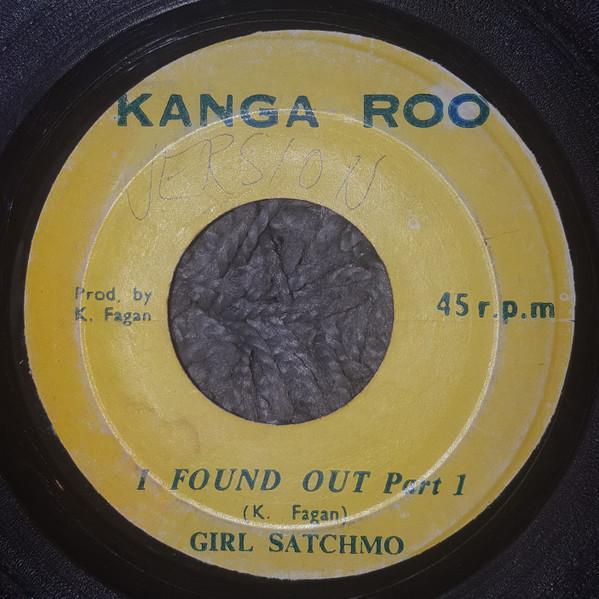 KANGA ROO
VERSION
Prod. by
K. Fagan
45 r.p.m
I FOUND OUT Part 1
(K. Fagan)
GIRL SATCHMO